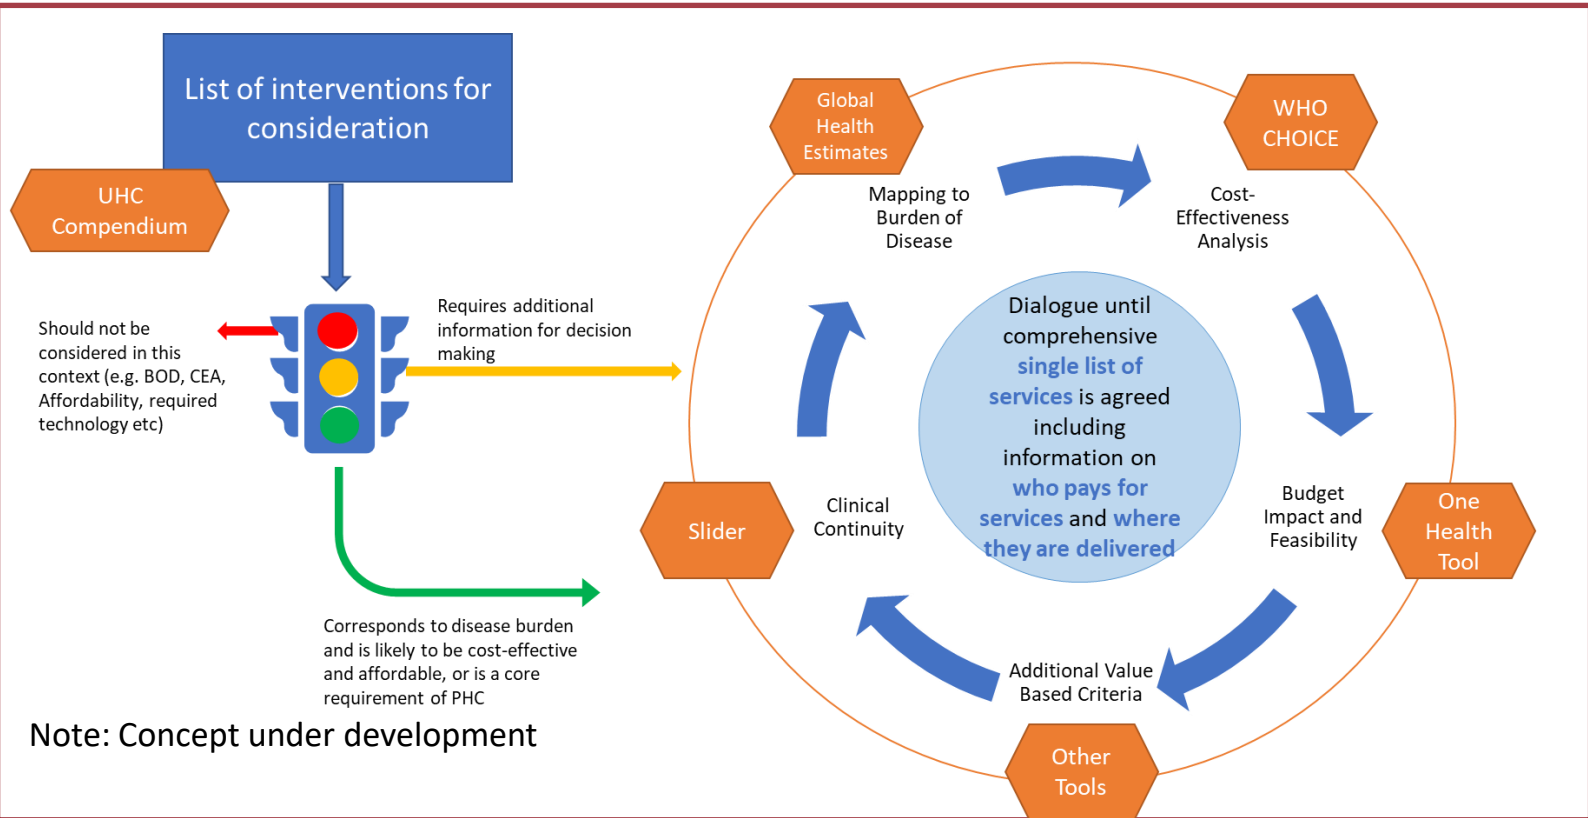 List of interventions for
consideration
UHC
Compendium
Should not be
considered in this
context (e.g. BOD, CEA,
Affordability, required
technology etc)
Requires additional
information for decision
making
Corresponds to disease burden
and is likely to be cost-effective
and affordable, or is a core
requirement of PHC
Note: Concept under development
Global
Health
Estimates
WHO
CHOICE
Mapping to
Burden of
Disease
Cost-
Effectiveness
Analysis
Dialogue until
comprehensive
single list of
services is agreed
including
information on
who pays for
services and where
they are delivered
Budget
Impact and
Feasibility
One
Health
Tool
Additional Value
Based Criteria
Other
Tools
Clinical
Continuity
Slider